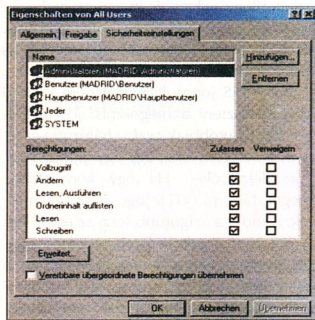 Eigenschaften von All Users
Allgemein Freigabe Sicherheitseinstellungen
Name
Administratoren (MADRID\Administratoren)
Benutzer (MADRID\Benutzer)
Hauptbenutzer (MADRID\Hauptbenutzer)
Jeder
SYSTEM
Hinzufügen...
Entfernen
Berechtigungen: Zulassen Verweigern
Vollzugriff
Ändern
Lesen, Ausführen
Ordnerinhalt auflisten
Lesen
Schreiben
Erweitert...
Vererbbare übergeordnete Berechtigungen übernehmen
OK Abbrechen Übernehmen